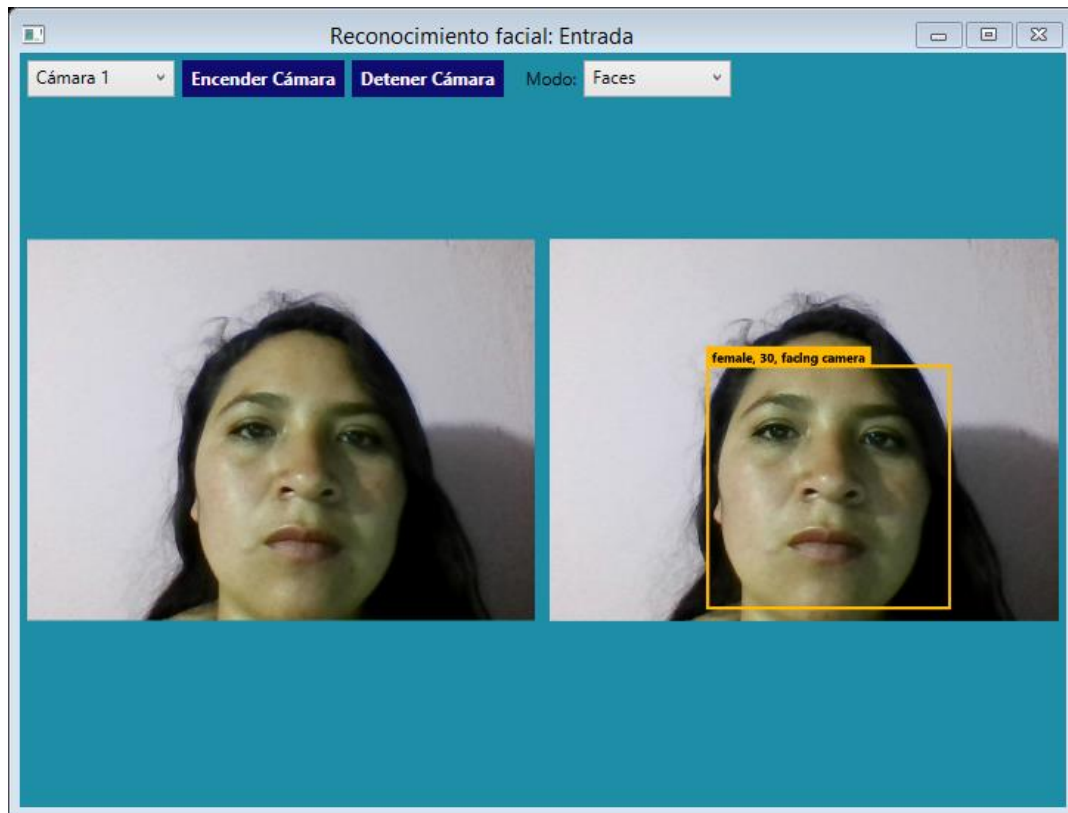 Reconocimiento facial: Entrada
Cámara 1 Encender Cámara Detener Cámara Modo: Faces
female, 30, facing camera